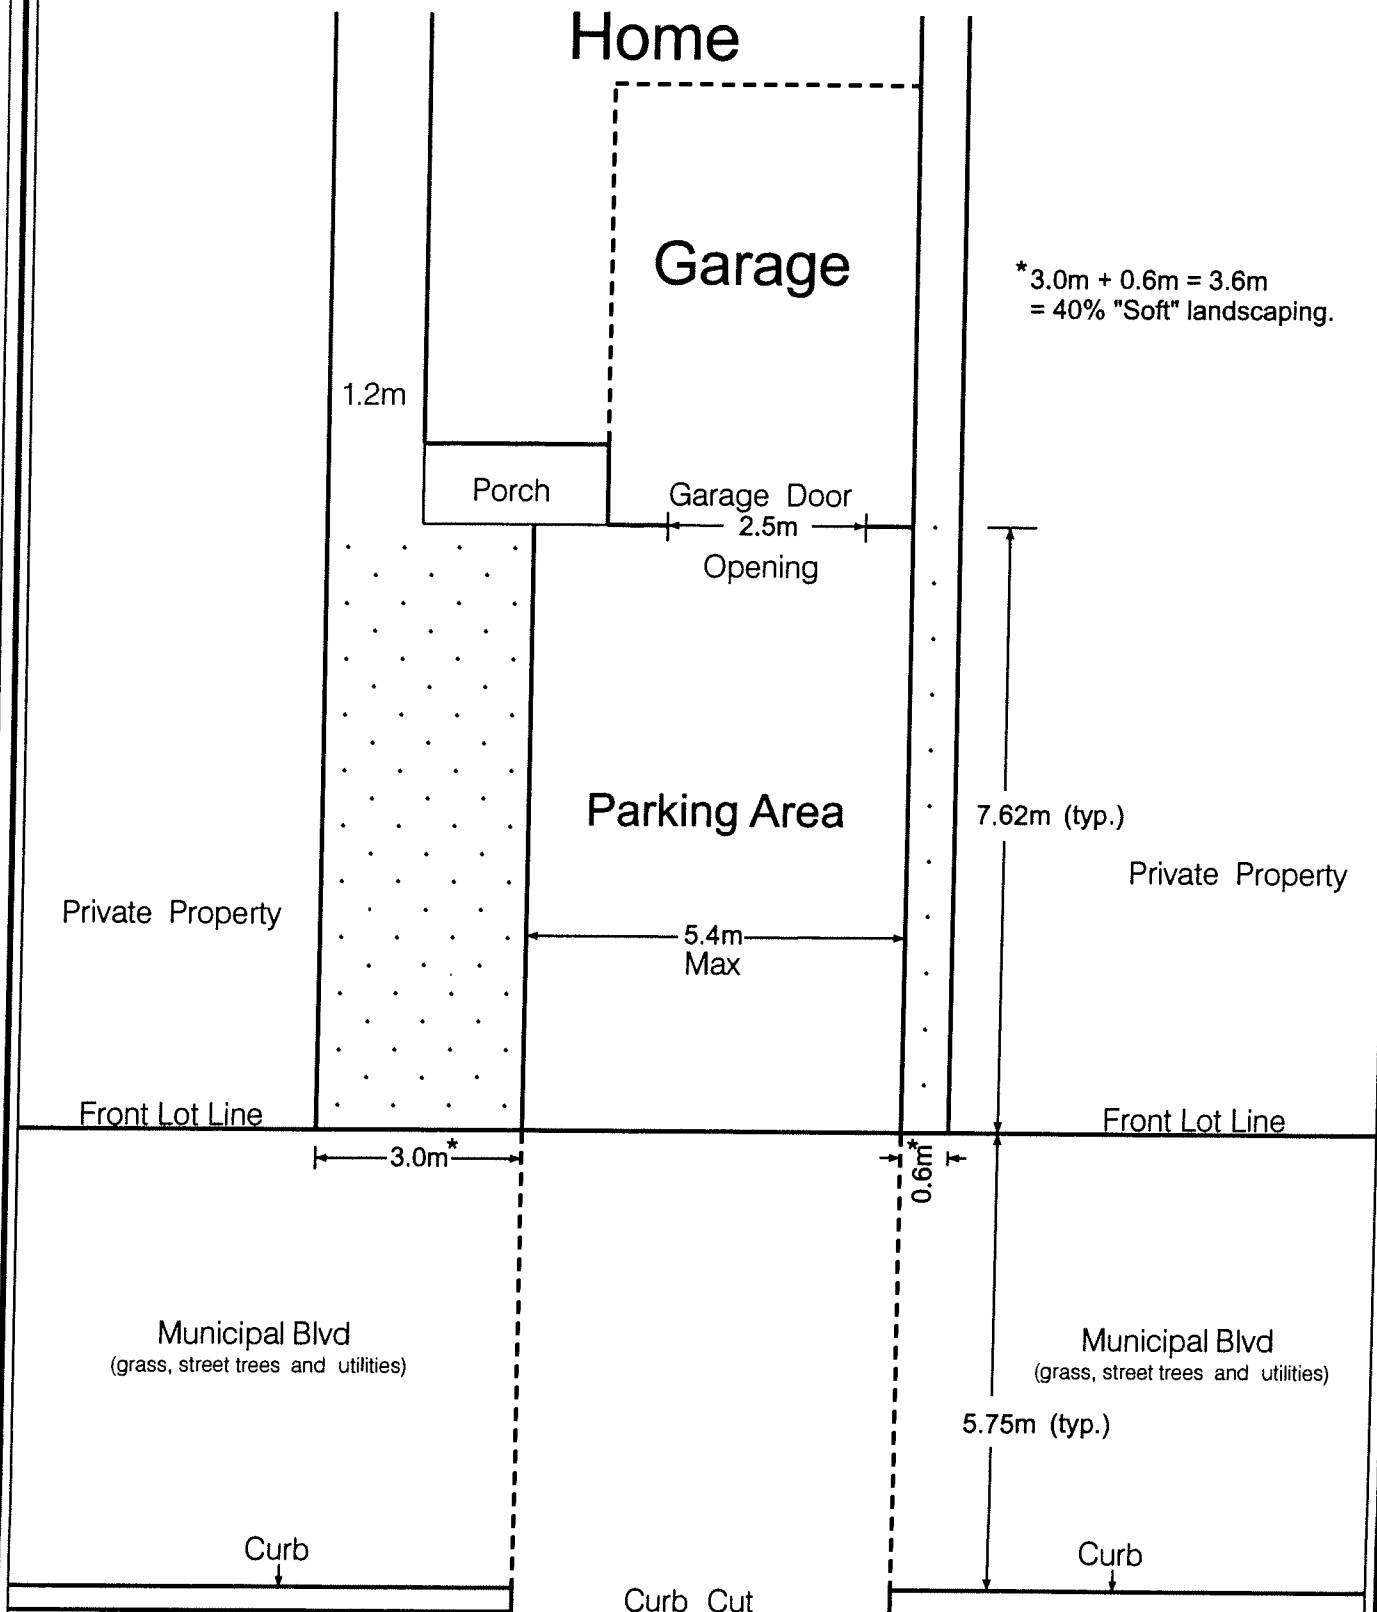 Home
Garage
*3.0m + 0.6m = 3.6m
= 40% "Soft" landscaping.
1.2m
Porch
Garage Door
2.5m
Opening
Parking Area
7.62m (typ.)
Private Property
Private Property
5.4m
Max
Front Lot Line
Front Lot Line
3.0m*
0.6m*
Municipal Blvd
(grass, street trees and utilities)
Municipal Blvd
(grass, street trees and utilities)
5.75m (typ.)
Curb
Curb
Curb Cut